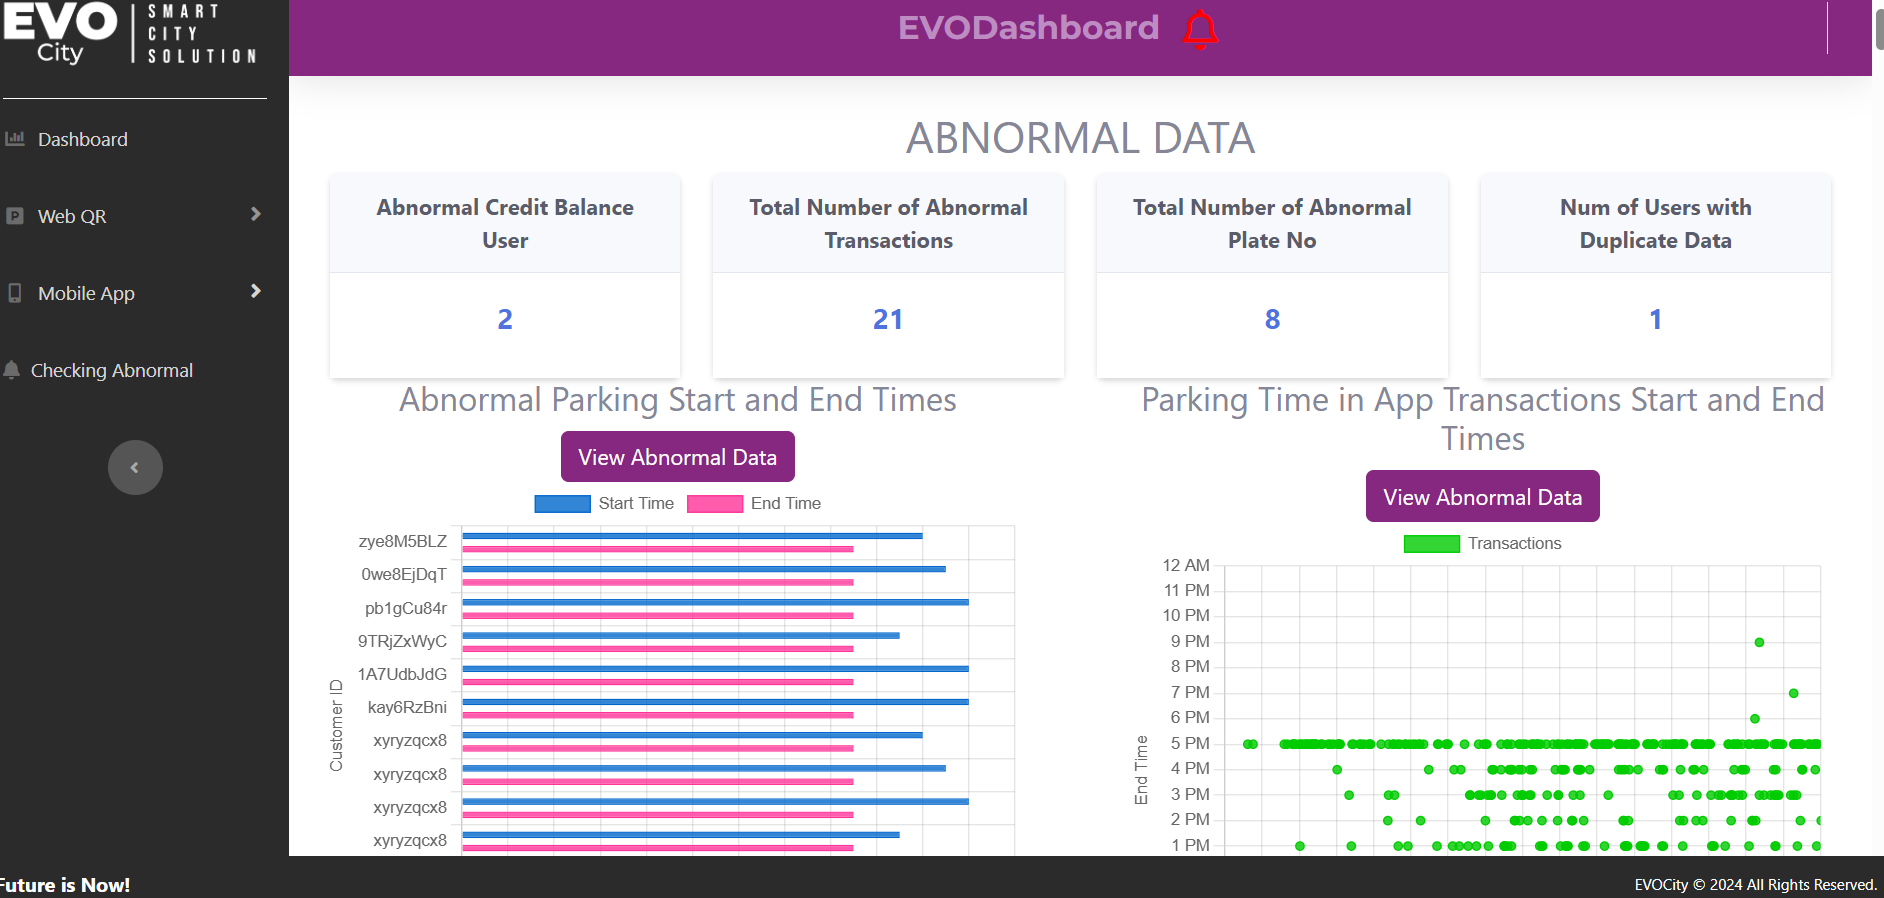 EVO
City
SMART
CITY
SOLUTION
EVODashboard
Dashboard
Web QR
Mobile App
Checking Abnormal
ABNORMAL DATA
Abnormal Credit Balance
User
2
Total Number of Abnormal
Transactions
21
Total Number of Abnormal
Plate No
8
Num of Users with
Duplicate Data
1
Abnormal Parking Start and End Times
View Abnormal Data
Start Time
End Time
Customer ID
zye8M5BLZ
0we8EjDqT
pb1gCu84r
9TRjZxWyC
1A7UdbJdG
kay6RzBni
xyryzqcx8
xyryzqcx8
xyryzqcx8
xyryzqcx8
Parking Time in App Transactions Start and End
Times
View Abnormal Data
Transactions
End Time
12 AM
11 PM
10 PM
9 PM
8 PM
7 PM
6 PM
5 PM
4 PM
3 PM
2 PM
1 PM
Future is Now!
EVOCity © 2024 All Rights Reserved.